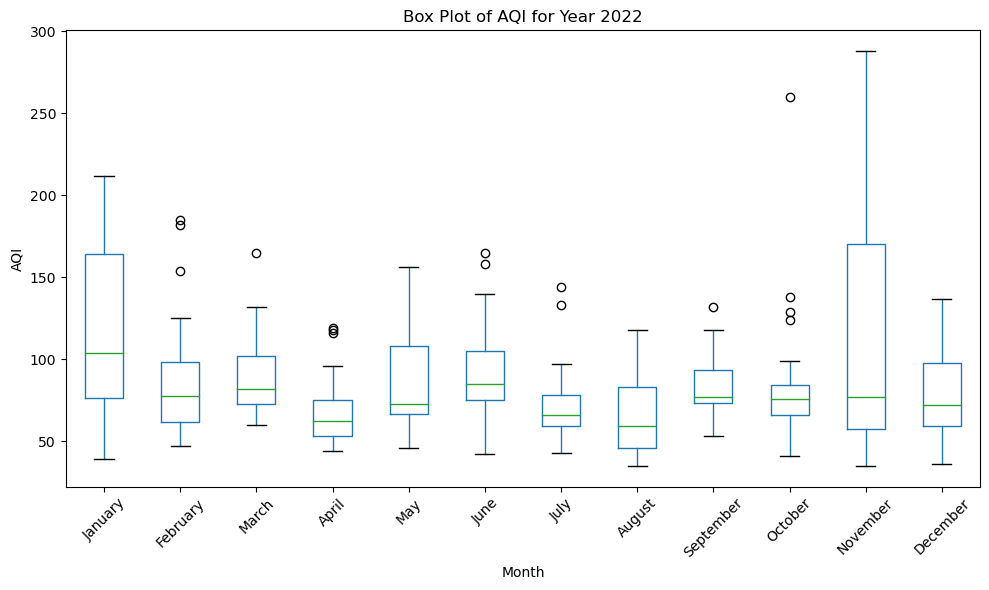 Box Plot of AQI for Year 2022
300
250
200
150
100
50
AQI
January
February
March
April
May
June
July
August
September
October
November
December
Month